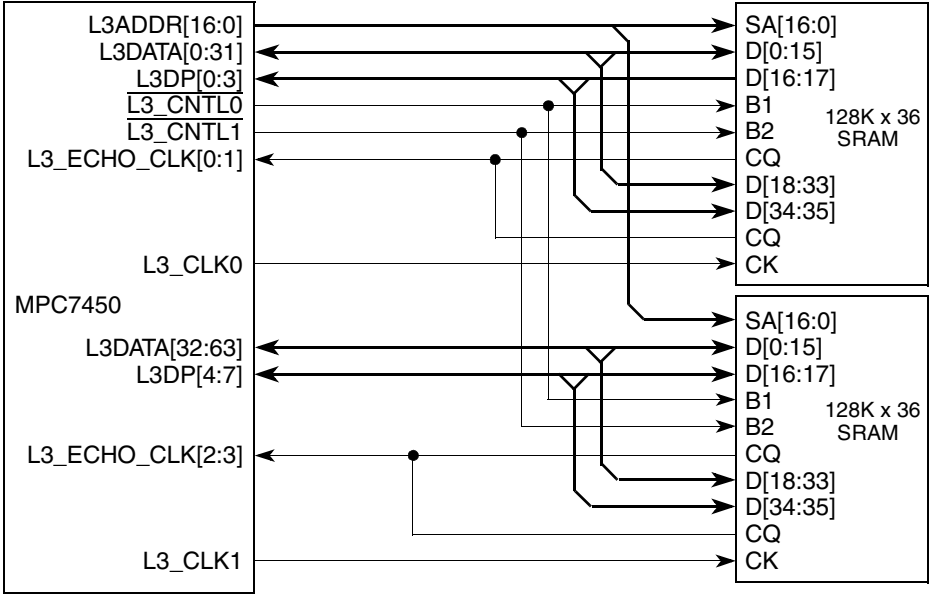 L3ADDR[16:0] SA[16:0]
L3DATA[0:31] D[0:15]
L3DP[0:3] D[16:17]
L3_CNTL0 B1
128K x 36
L3_CNTL1 B2
SRAM
L3_ECHO_CLK[0:1] CQ
D[18:33]
D[34:35]
CQ
L3_CLK0 CK
MPC7450
SA[16:0]
L3DATA[32:63] D[0:15]
L3DP[4:7] D[16:17]
B1
128K x 36
B2
SRAM
L3_ECHO_CLK[2:3] CQ
D[18:33]
D[34:35]
CQ
L3_CLK1 CK